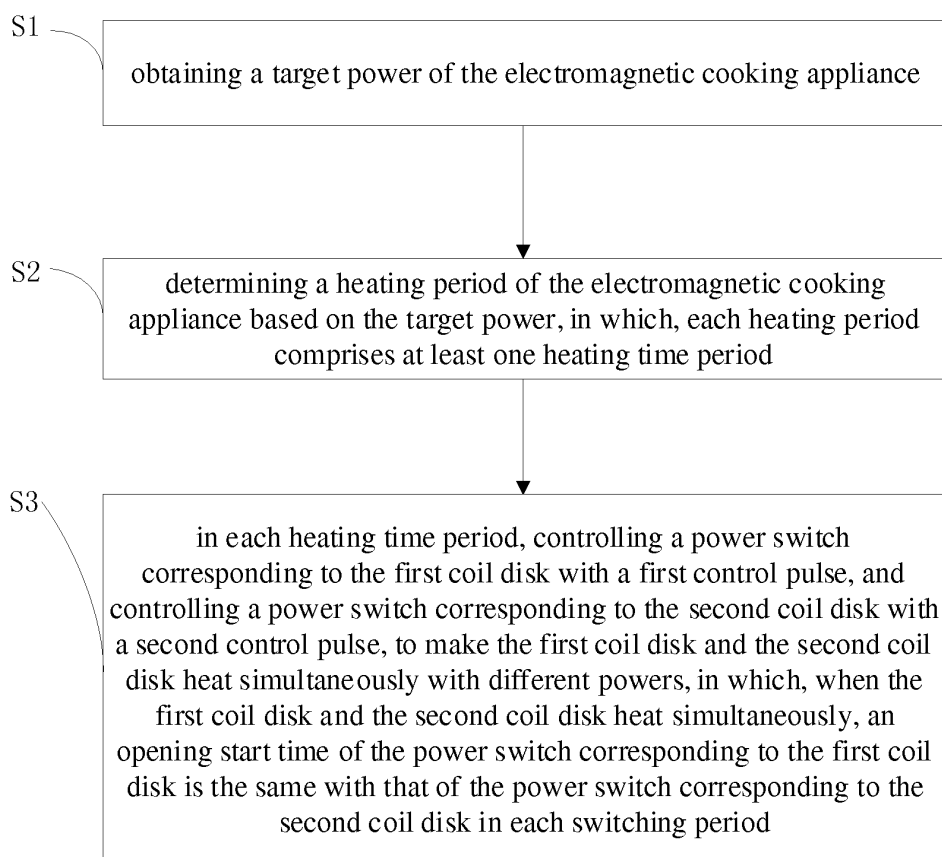 S1
obtaining a target power of the electromagnetic cooking appliance
S2
determining a heating period of the electromagnetic cooking
appliance based on the target power, in which, each heating period
comprises at least one heating time period
S3
in each heating time period, controlling a power switch
corresponding to the first coil disk with a first control pulse, and
controlling a power switch corresponding to the second coil disk with
a second control pulse, to make the first coil disk and the second coil
disk heat simultaneously with different powers, in which, when the
first coil disk and the second coil disk heat simultaneously, an
opening start time of the power switch corresponding to the first coil
disk is the same with that of the power switch corresponding to the
second coil disk in each switching period